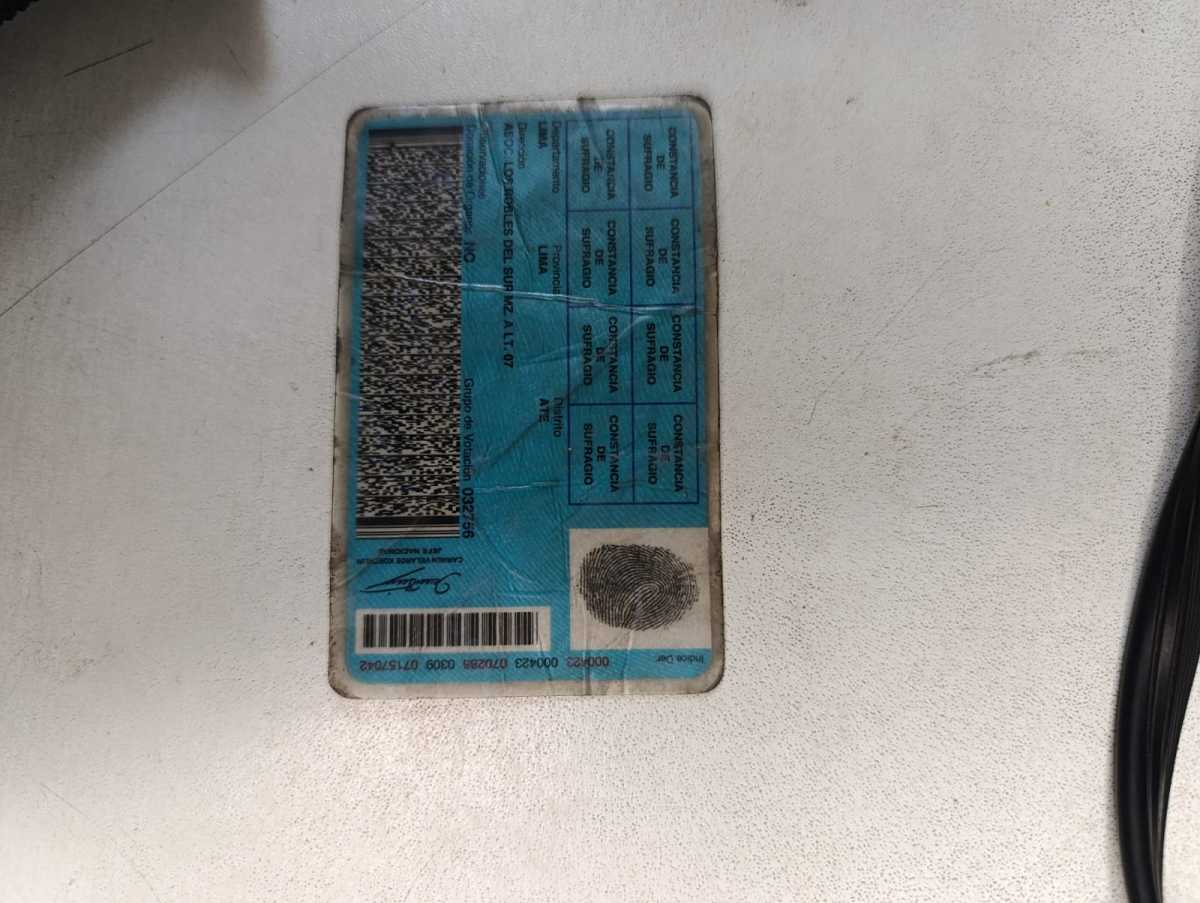 CONSTANCIA DE SUFRAGIO CONSTANCIA DE SUFRAGIO CONSTANCIA DE SUFRAGIO CONSTANCIA DE SUFRAGIO
CONSTANCIA DE SUFRAGIO CONSTANCIA DE SUFRAGIO CONSTANCIA DE SUFRAGIO CONSTANCIA DE SUFRAGIO
Indice Der.
Departamento Provincia Distrito
LIMA LIMA ATE
Dirección
ASOC. LOS ROBLES DEL SUR MZ. A LT. 07
Observaciones
Donación de Organos NO Grupo de Votación 032756
CARMEN VELARDE KOECHLIN
JEFE NACIONAL
000423 000423 070288 0309 07157042